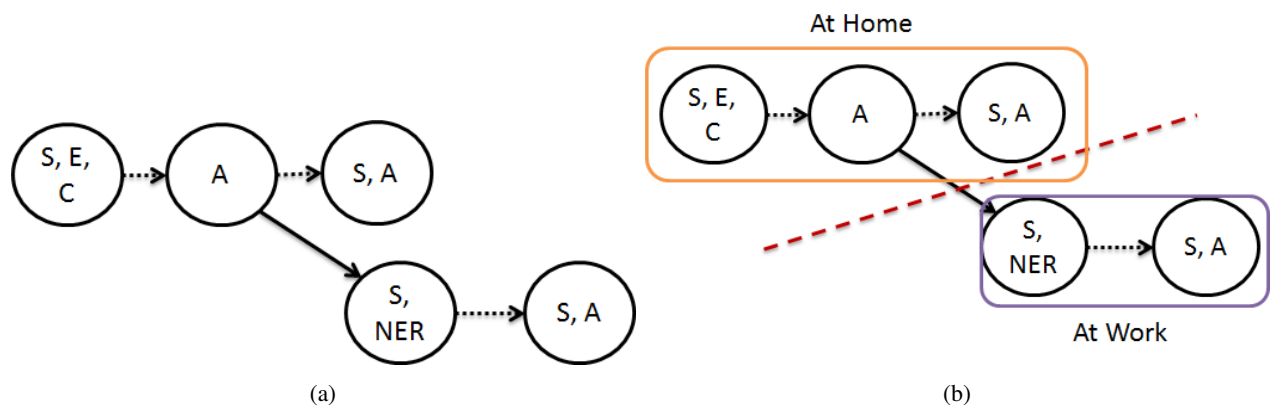 S, E,
C
A
S, A
S,
NER
S, A
(a)
At Home
S, E,
C
A
S, A
S,
NER
S, A
At Work
(b)